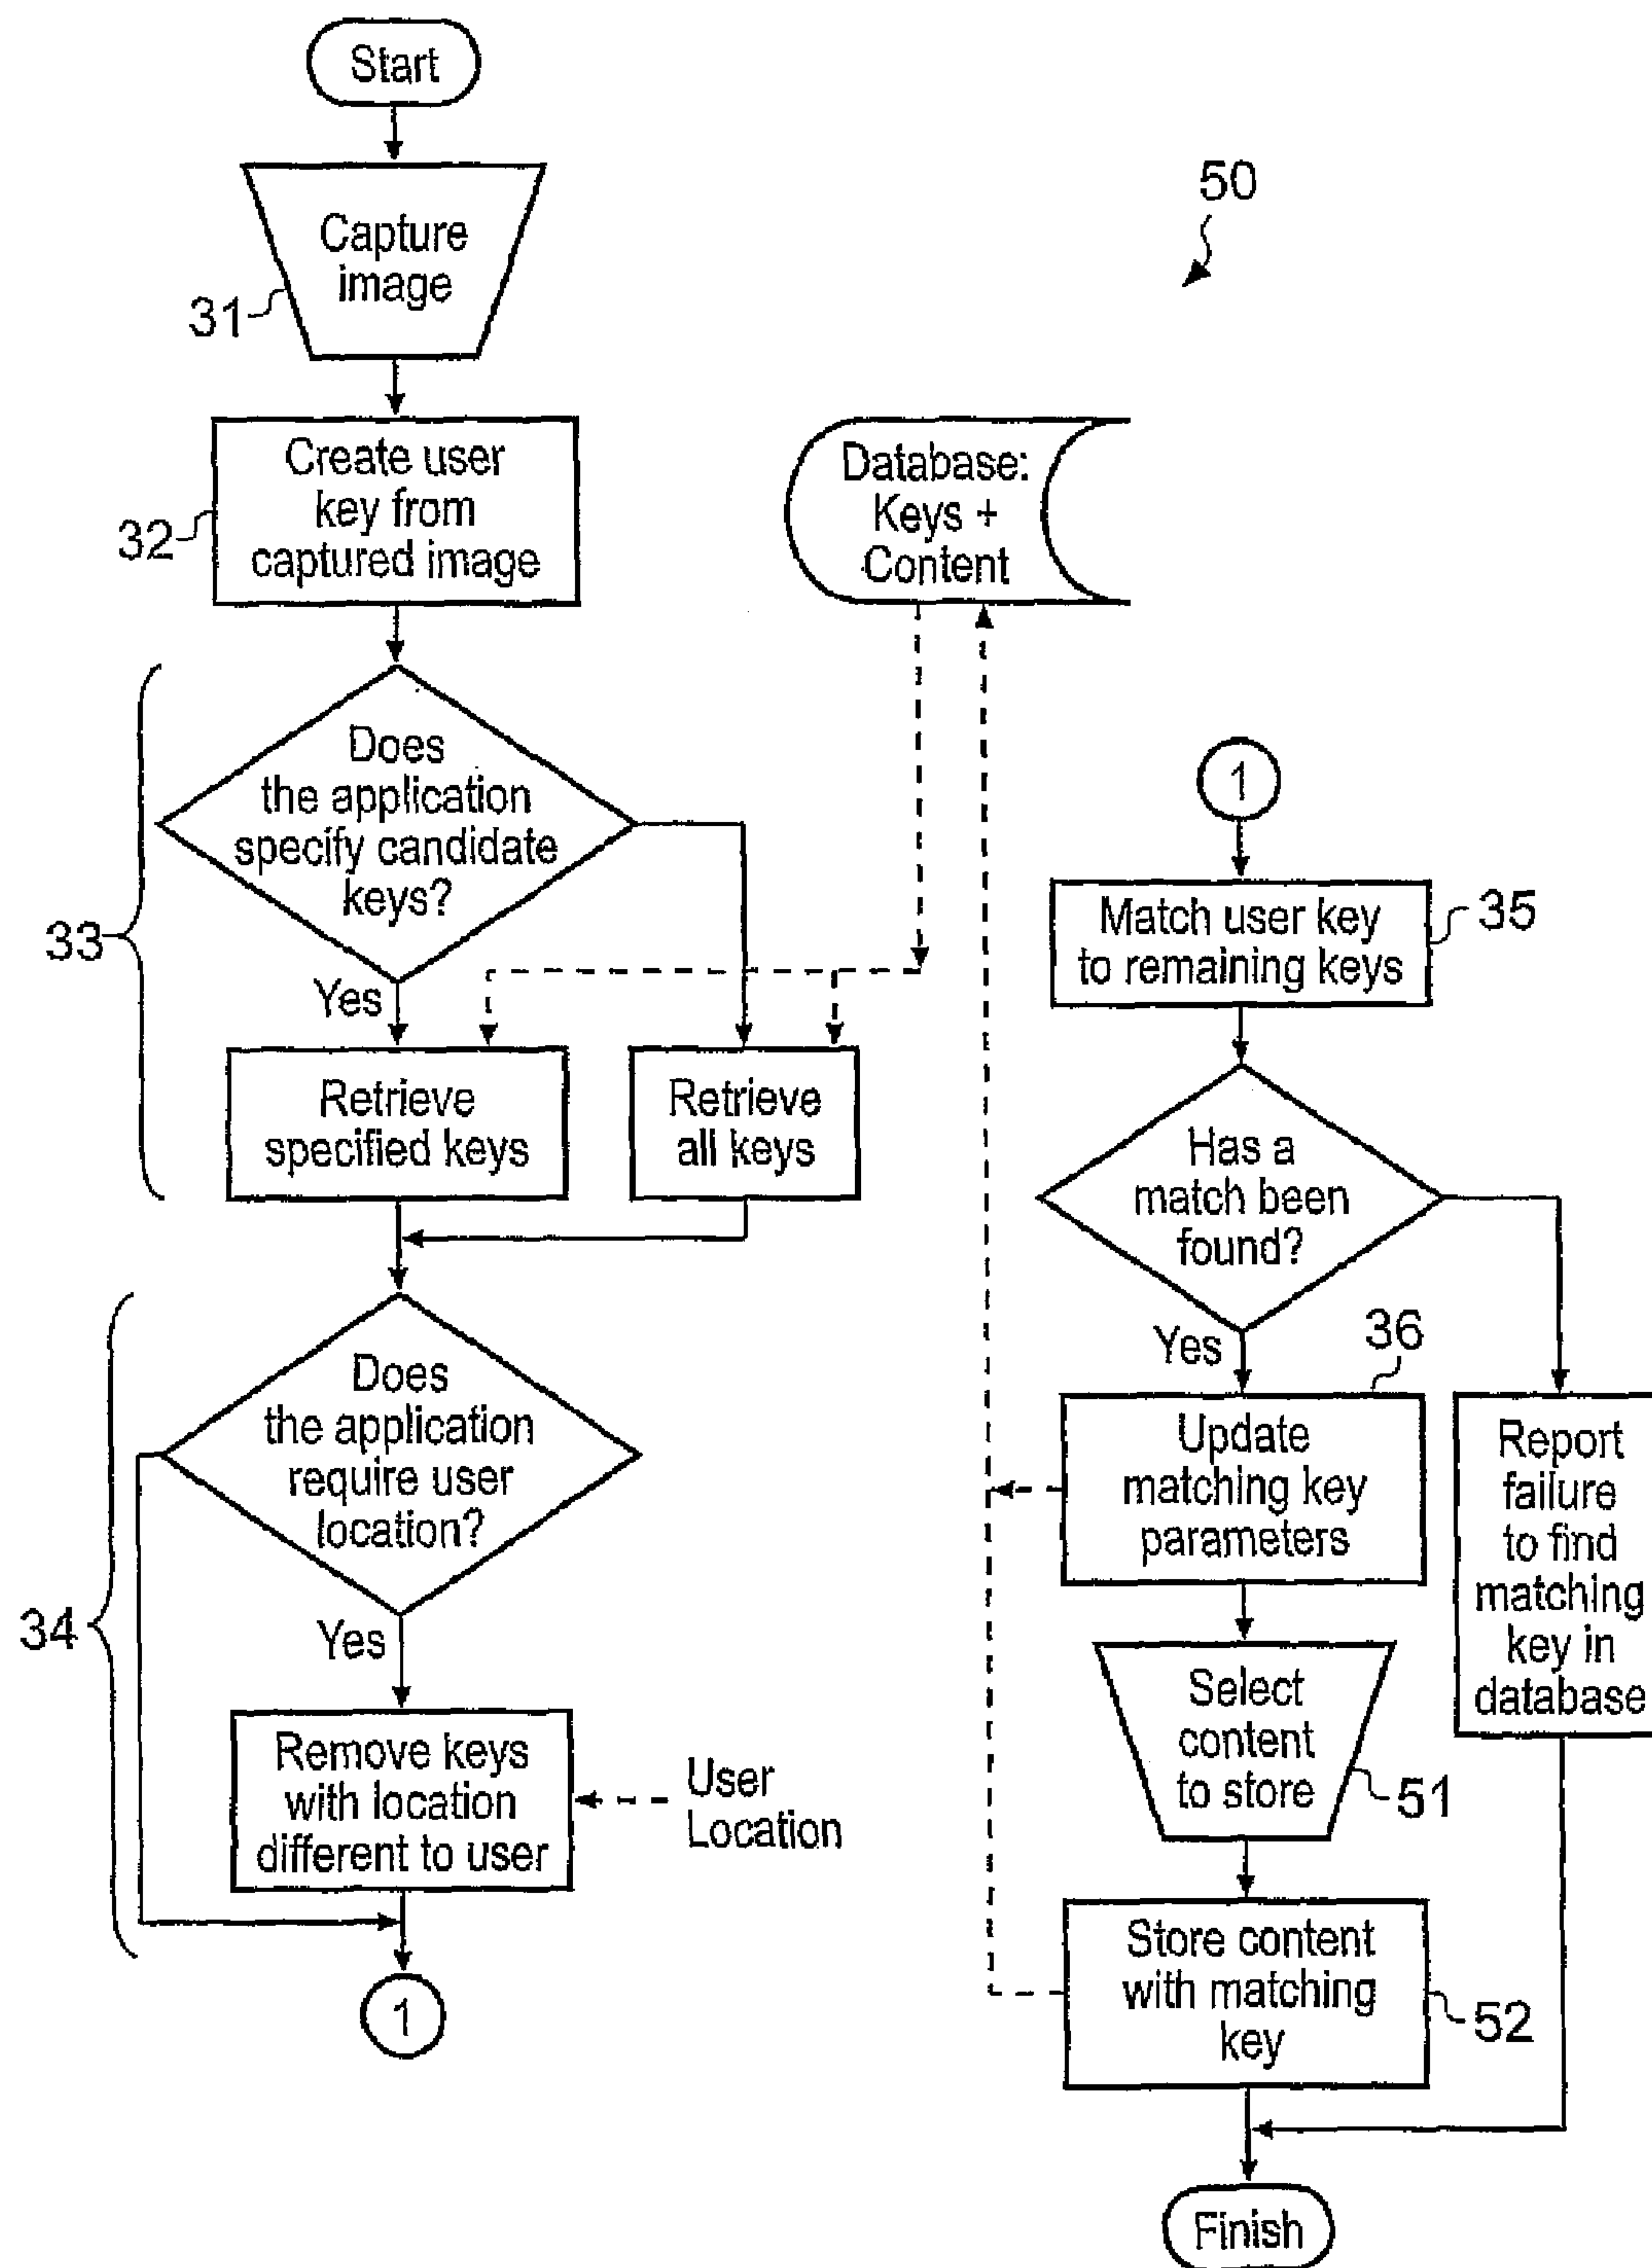 Start
Capture
image
31
Create user
key from
captured image
32
Does
the application
specify candidate
keys?
33
Yes
Retrieve
specified keys
Retrieve
all keys
Does
the application
require user
location?
34
Yes
Remove keys
with location
different to user
User
Location
1
50
Database:
Keys +
Content
1
Match user key
to remaining keys
35
Has a
match been
found?
Yes
36
Update
matching key
parameters
Report
failure
to find
matching
key in
database
Select
content
to store
51
Store content
with matching
key
52
Finish